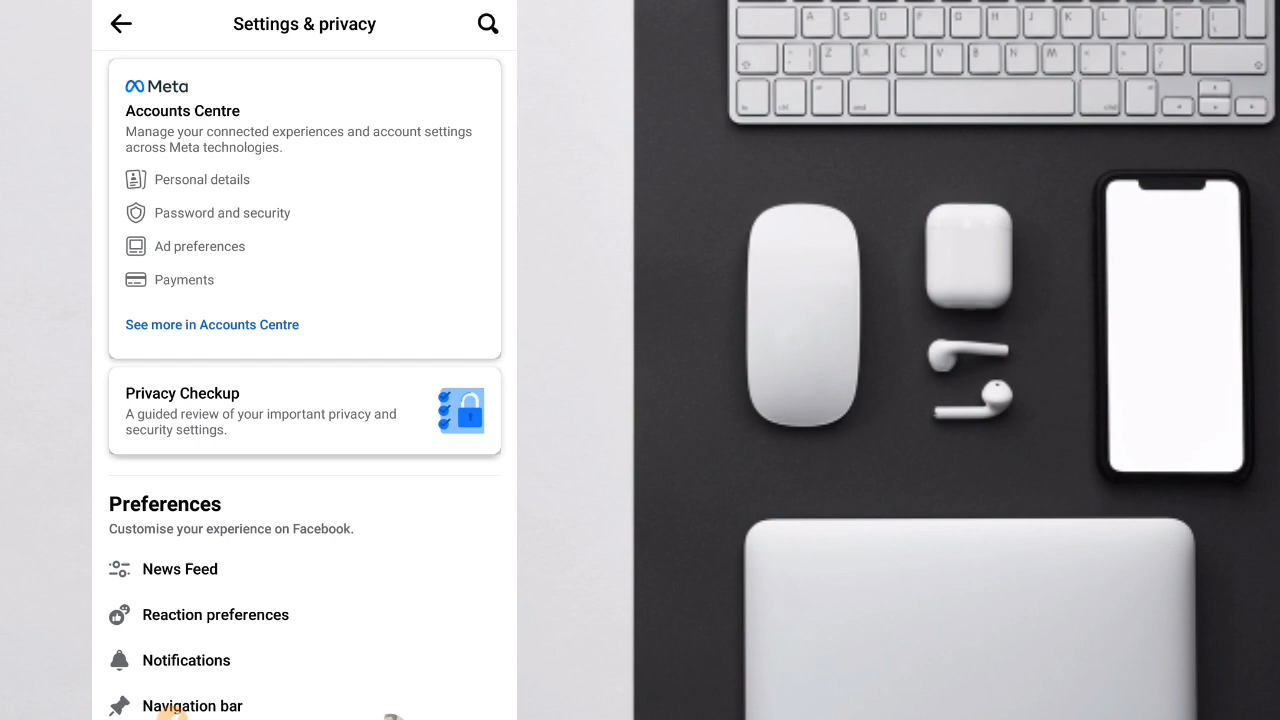 Settings & privacy
Meta
Accounts Centre
Manage your connected experiences and account settings
across Meta technologies.
Personal details
Password and security
Ad preferences
Payments
See more in Accounts Centre
Privacy Checkup
A guided review of your important privacy and
security settings.
Preferences
Customise your experience on Facebook.
News Feed
Reaction preferences
Notifications
Navigation bar
A S D F G H J K L
Z X C V B N M